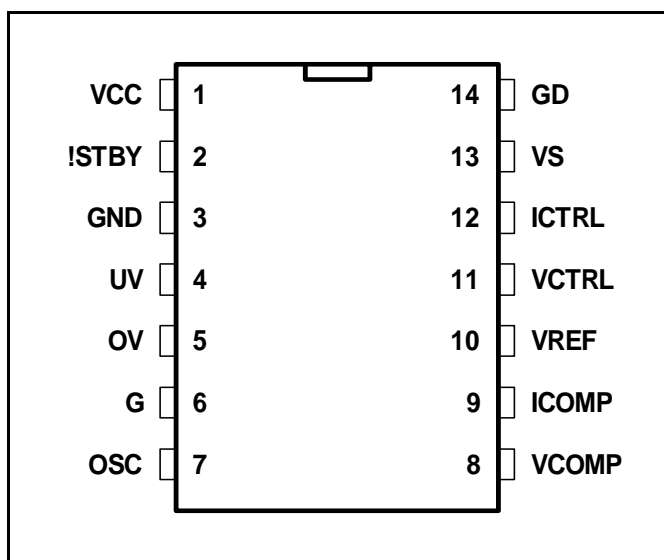 VCC 1 14 GD
!STBY 2 13 VS
GND 3 12 ICTRL
UV 4 11 VCTRL
OV 5 10 VREF
G 6 9 ICOMP
OSC 7 8 VCOMP